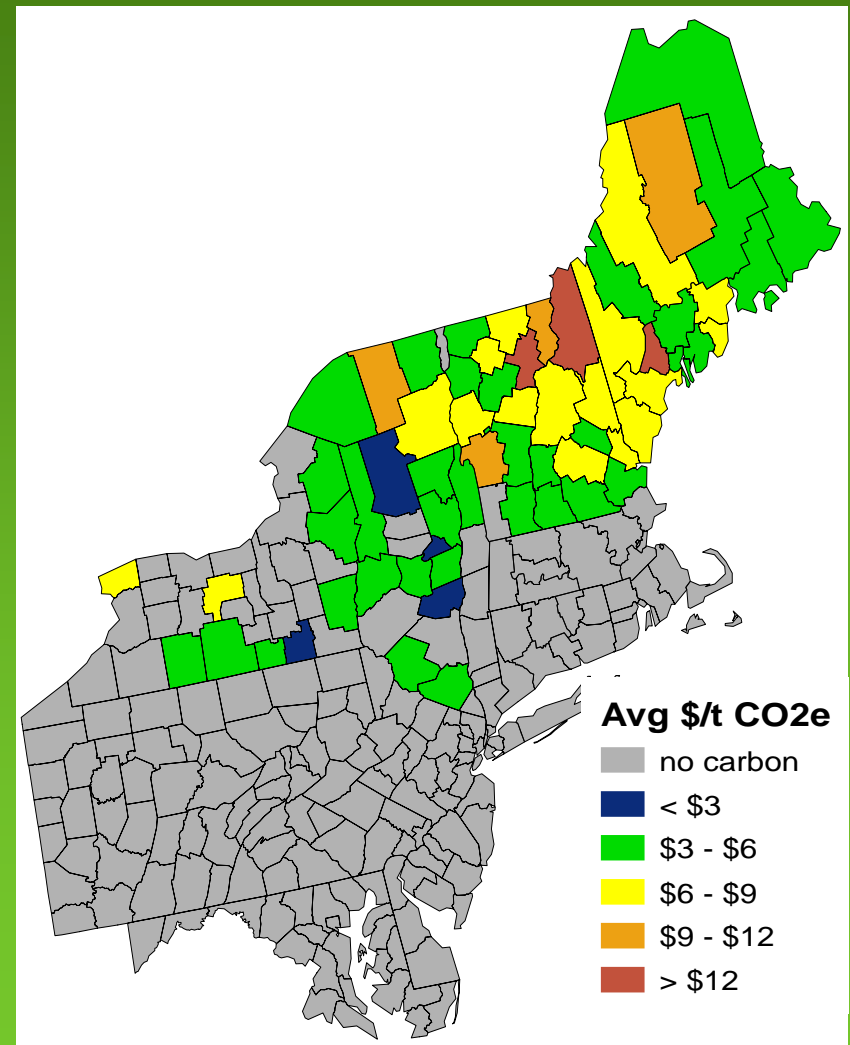 Avg $/t CO2e
no carbon
< $3
$3 - $6
$6 - $9
$9 - $12
> $12